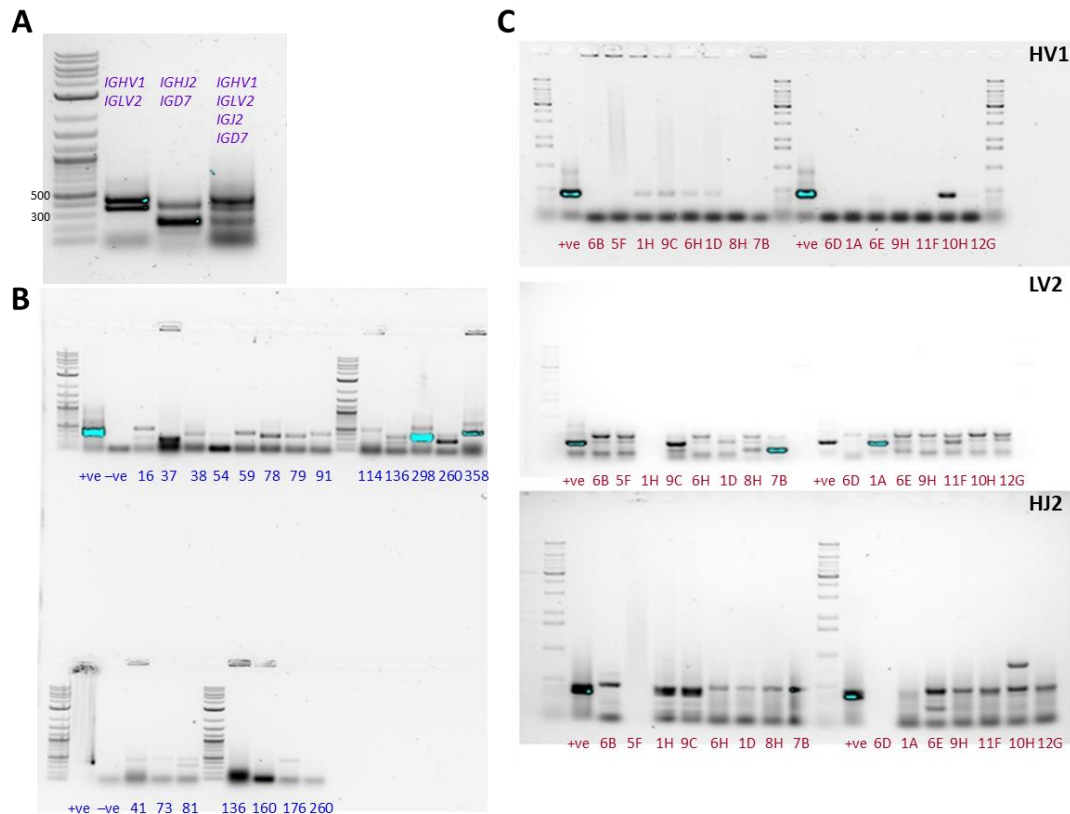 A
IGHV1 IGHJ2 IGHV1
IGLV2 IGD7 IGLV2
IGJ2
IGD7
500
300
B
+ve –ve 16 37 38 54 59 78 79 91 114 136 298 260 358
+ve –ve 41 73 81 136 160 176 260
C
HV1
+ve 6B 5F 1H 9C 6H 1D 8H 7B +ve 6D 1A 6E 9H 11F 10H 12G
LV2
+ve 6B 5F 1H 9C 6H 1D 8H 7B +ve 6D 1A 6E 9H 11F 10H 12G
HJ2
+ve 6B 5F 1H 9C 6H 1D 8H 7B +ve 6D 1A 6E 9H 11F 10H 12G